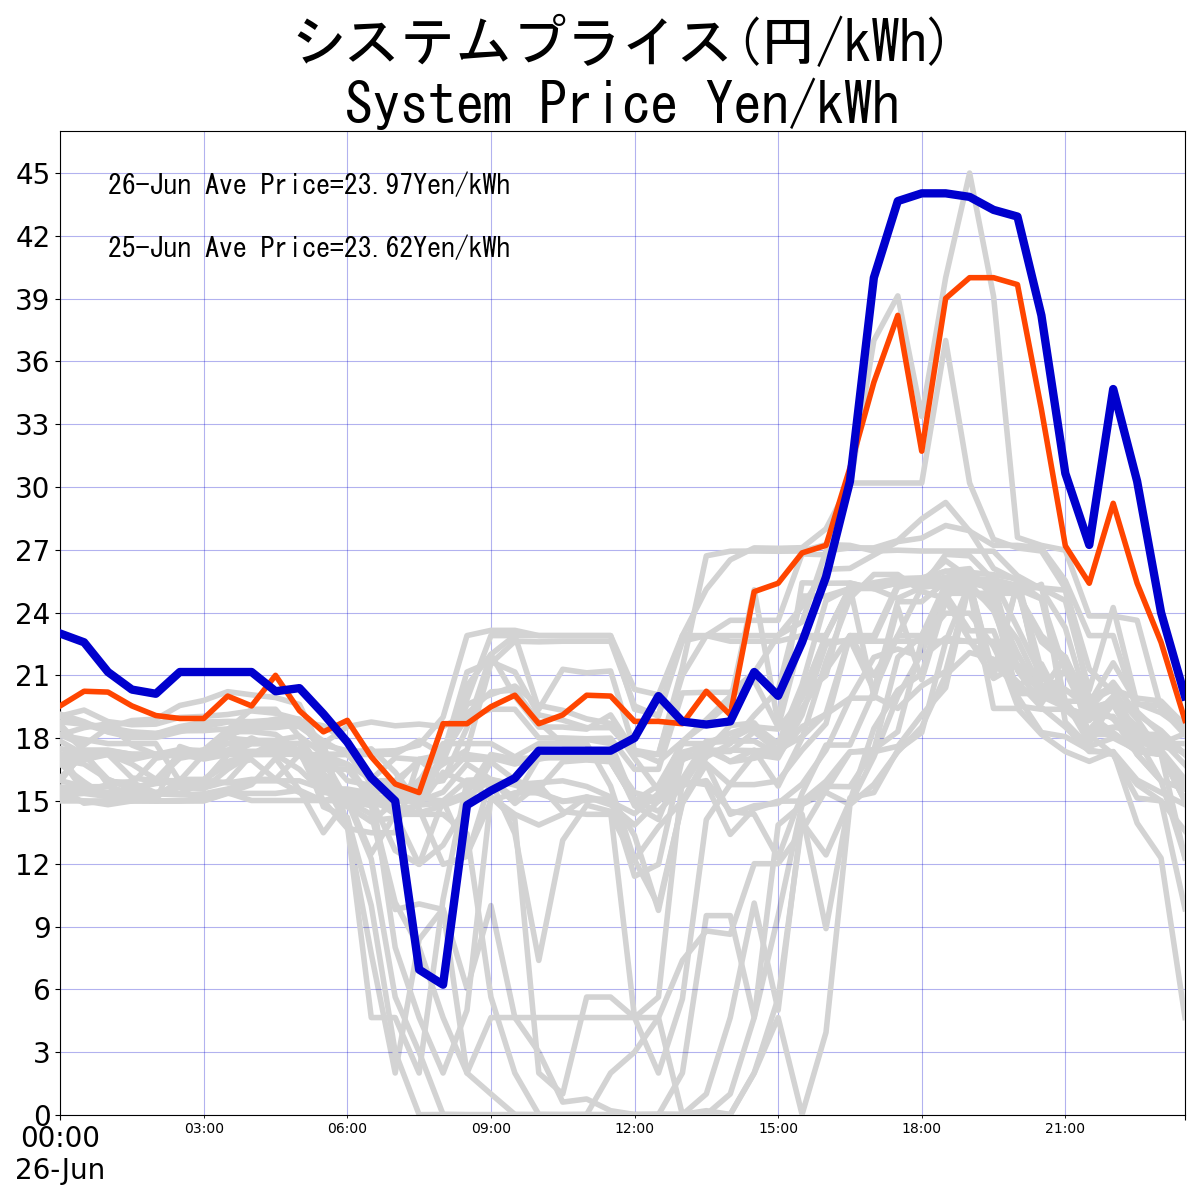 システムプライス(円/kWh)
System Price Yen/kWh
26-Jun Ave Price=23.97Yen/kWh
25-Jun Ave Price=23.62Yen/kWh
45
42
39
36
33
30
27
24
21
18
15
12
9
6
3
0
00:00 03:00 06:00 09:00 12:00 15:00 18:00 21:00
26-Jun